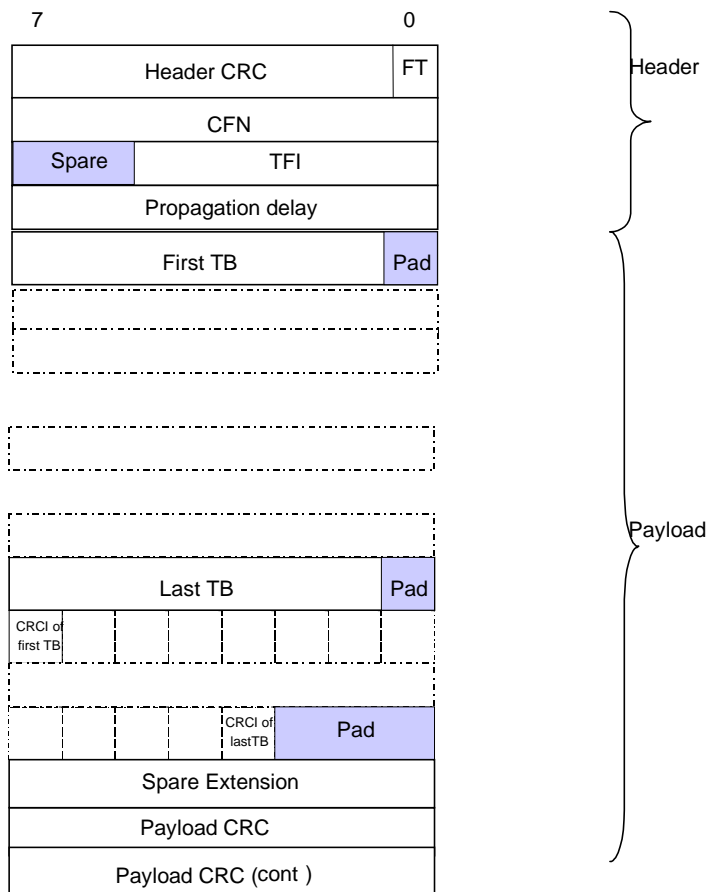 7 0
Header CRC FT
Header
CFN
Spare TFI
Propagation delay
First TB Pad
Payload
Last TB Pad
CRCI of
first TB
CRCI of
lastTB
Pad
Spare Extension
Payload CRC
Payload CRC (cont )